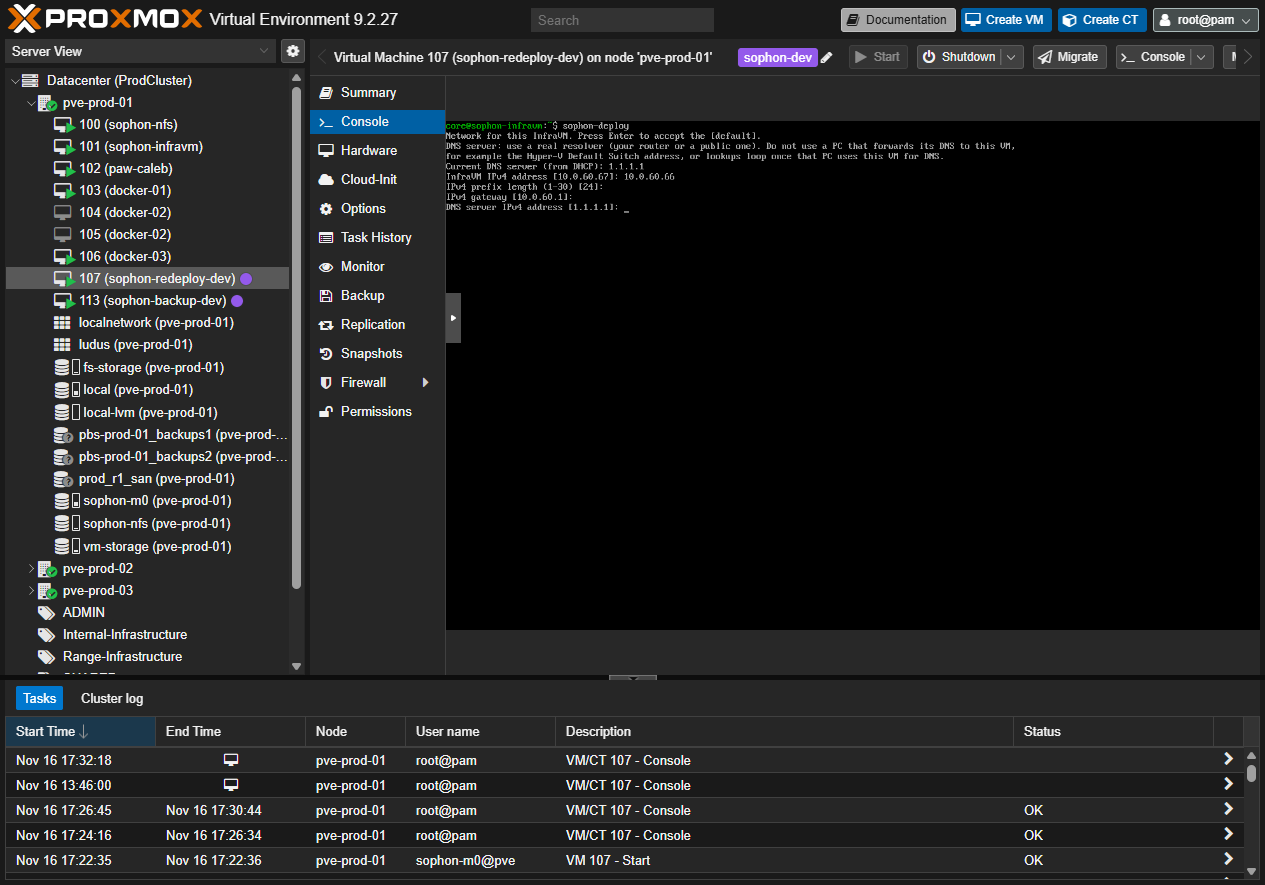 PROXMOX Virtual Environment 9.2.27
Search
Documentation
Create VM
Create CT
root@pam
Server View
Virtual Machine 107 (sophon-redeploy-dev) on node 'pve-prod-01'
sophon-dev
Start
Shutdown
Migrate
Console
Datacenter (ProdCluster)
pve-prod-01
100 (sophon-nfs)
101 (sophon-infravm)
102 (paw-caleb)
103 (docker-01)
104 (docker-02)
105 (docker-02)
106 (docker-03)
107 (sophon-redeploy-dev)
113 (sophon-backup-dev)
localnetwork (pve-prod-01)
ludus (pve-prod-01)
fs-storage (pve-prod-01)
local (pve-prod-01)
local-lvm (pve-prod-01)
pbs-prod-01_backups1 (pve-prod-...
pbs-prod-01_backups2 (pve-prod-...
prod_r1_san (pve-prod-01)
sophon-m0 (pve-prod-01)
sophon-nfs (pve-prod-01)
vm-storage (pve-prod-01)
pve-prod-02
pve-prod-03
ADMIN
Internal-Infrastructure
Range-Infrastructure
Summary
Console
Hardware
Cloud-Init
Options
Task History
Monitor
Backup
Replication
Snapshots
Firewall
Permissions
core@sophon-infravm:~$ sophon-deploy
Network for this InfraVM. Press Enter to accept the [default].
DNS server: use a real resolver (your router or a public one). Do not use a PC that forwards its DNS to this VM,
for example the Hyper-V Default Switch address, or lookups loop once that PC uses this VM for DNS.
Current DNS server (from DHCP): 1.1.1.1
InfraVM IPv4 address [10.0.60.67]: 10.0.60.66
IPv4 prefix length (1-30) [24]:
IPv4 gateway [10.0.60.1]:
DNS server IPv4 address [1.1.1.1]: _
Tasks
Cluster log
Start Time End Time Node User name Description Status
Nov 16 17:32:18 pve-prod-01 root@pam VM/CT 107 - Console
Nov 16 13:46:00 pve-prod-01 root@pam VM/CT 107 - Console
Nov 16 17:26:45 Nov 16 17:30:44 pve-prod-01 root@pam VM/CT 107 - Console OK
Nov 16 17:24:16 Nov 16 17:26:34 pve-prod-01 root@pam VM/CT 107 - Console OK
Nov 16 17:22:35 Nov 16 17:22:36 pve-prod-01 sophon-m0@pve VM 107 - Start OK